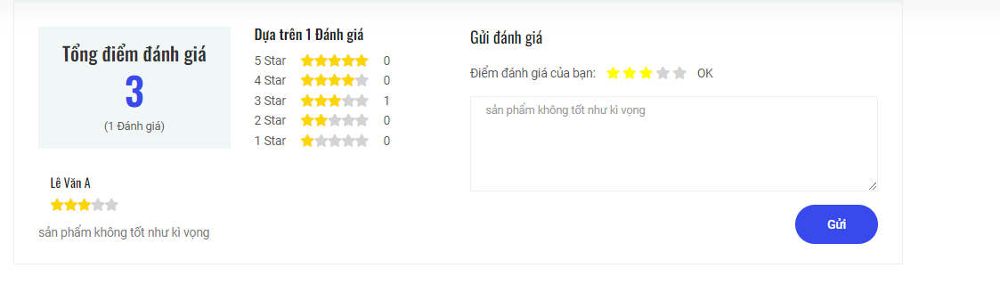 Tổng điểm đánh giá
3
(1 Đánh giá)
Lê Văn A
sản phẩm không tốt như kì vọng
Dựa trên 1 Đánh giá
5 Star 0
4 Star 0
3 Star 1
2 Star 0
1 Star 0
Gửi đánh giá
Điểm đánh giá của bạn: OK
sản phẩm không tốt như kì vọng
Gửi